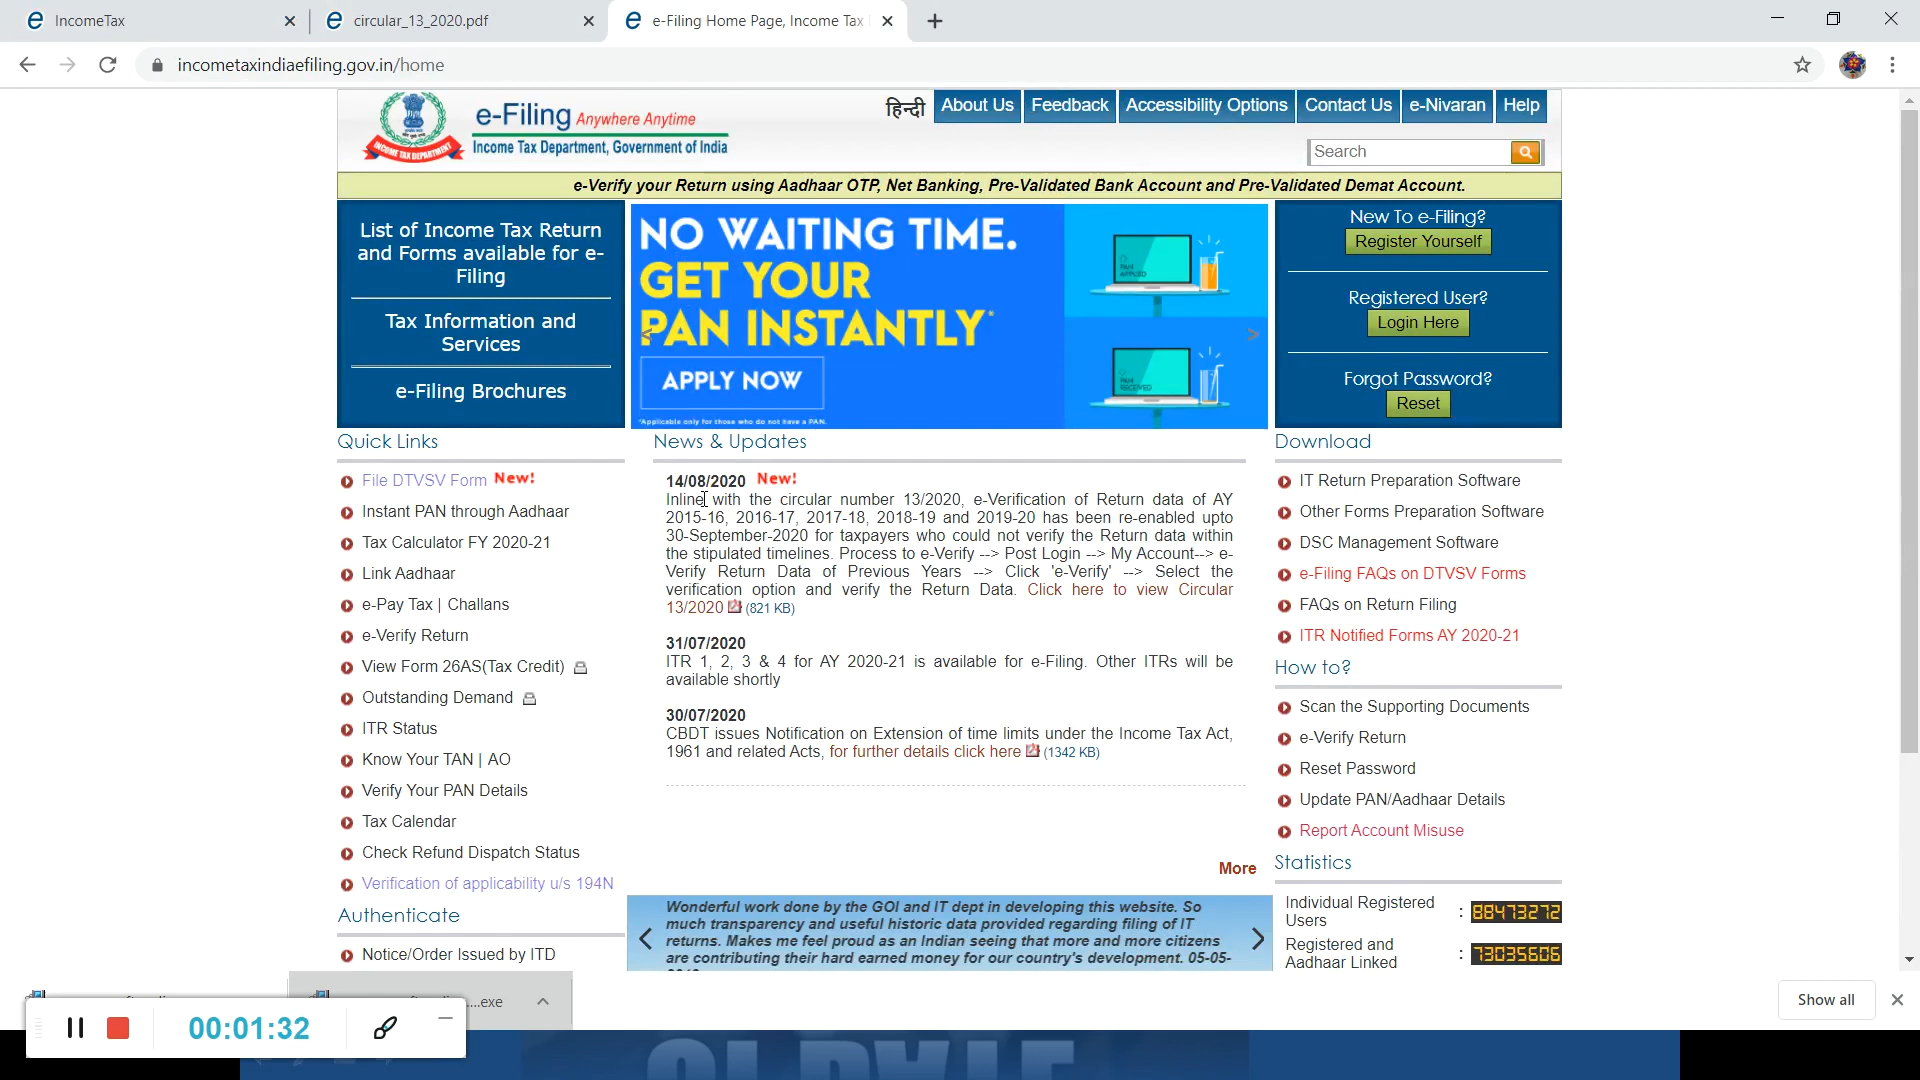 IncomeTax
circular_13_2020.pdf
e-Filing Home Page, Income Tax
incometaxindiaefiling.gov.in/home
e-Filing Anywhere Anytime
Income Tax Department, Government of India
INCOME TAX DEPARTMENT
हिन्दी About Us Feedback Accessibility Options Contact Us e-Nivaran Help
Search
e-Verify your Return using Aadhaar OTP, Net Banking, Pre-Validated Bank Account and Pre-Validated Demat Account.
List of Income Tax Return
and Forms available for e-
Filing
Tax Information and
Services
e-Filing Brochures
NO WAITING TIME.
GET YOUR
PAN INSTANTLY*
APPLY NOW
*Applicable only for those who do not have a PAN.
PAN APPLIED
PAN RECEIVED
New To e-Filing?
Register Yourself
Registered User?
Login Here
Forgot Password?
Reset
Quick Links
File DTVSV Form New!
Instant PAN through Aadhaar
Tax Calculator FY 2020-21
Link Aadhaar
e-Pay Tax | Challans
e-Verify Return
View Form 26AS(Tax Credit)
Outstanding Demand
ITR Status
Know Your TAN | AO
Verify Your PAN Details
Tax Calendar
Check Refund Dispatch Status
Verification of applicability u/s 194N
Authenticate
Notice/Order Issued by ITD
News & Updates
14/08/2020 New!
Inline with the circular number 13/2020, e-Verification of Return data of AY
2015-16, 2016-17, 2017-18, 2018-19 and 2019-20 has been re-enabled upto
30-September-2020 for taxpayers who could not verify the Return data within
the stipulated timelines. Process to e-Verify --> Post Login --> My Account--> e-
Verify Return Data of Previous Years --> Click 'e-Verify' --> Select the
verification option and verify the Return Data. Click here to view Circular
13/2020 (821 KB)
31/07/2020
ITR 1, 2, 3 & 4 for AY 2020-21 is available for e-Filing. Other ITRs will be
available shortly
30/07/2020
CBDT issues Notification on Extension of time limits under the Income Tax Act,
1961 and related Acts, for further details click here (1342 KB)
More
Wonderful work done by the GOI and IT dept in developing this website. So
much transparency and useful historic data provided regarding filing of IT
returns. Makes me feel proud as an Indian seeing that more and more citizens
are contributing their hard earned money for our country's development. 05-05-
Download
IT Return Preparation Software
Other Forms Preparation Software
DSC Management Software
e-Filing FAQs on DTVSV Forms
FAQs on Return Filing
ITR Notified Forms AY 2020-21
How to?
Scan the Supporting Documents
e-Verify Return
Reset Password
Update PAN/Aadhaar Details
Report Account Misuse
Statistics
Individual Registered
Users : 88473272
Registered and
Aadhaar Linked : 73035606
....exe
Show all
00:01:32